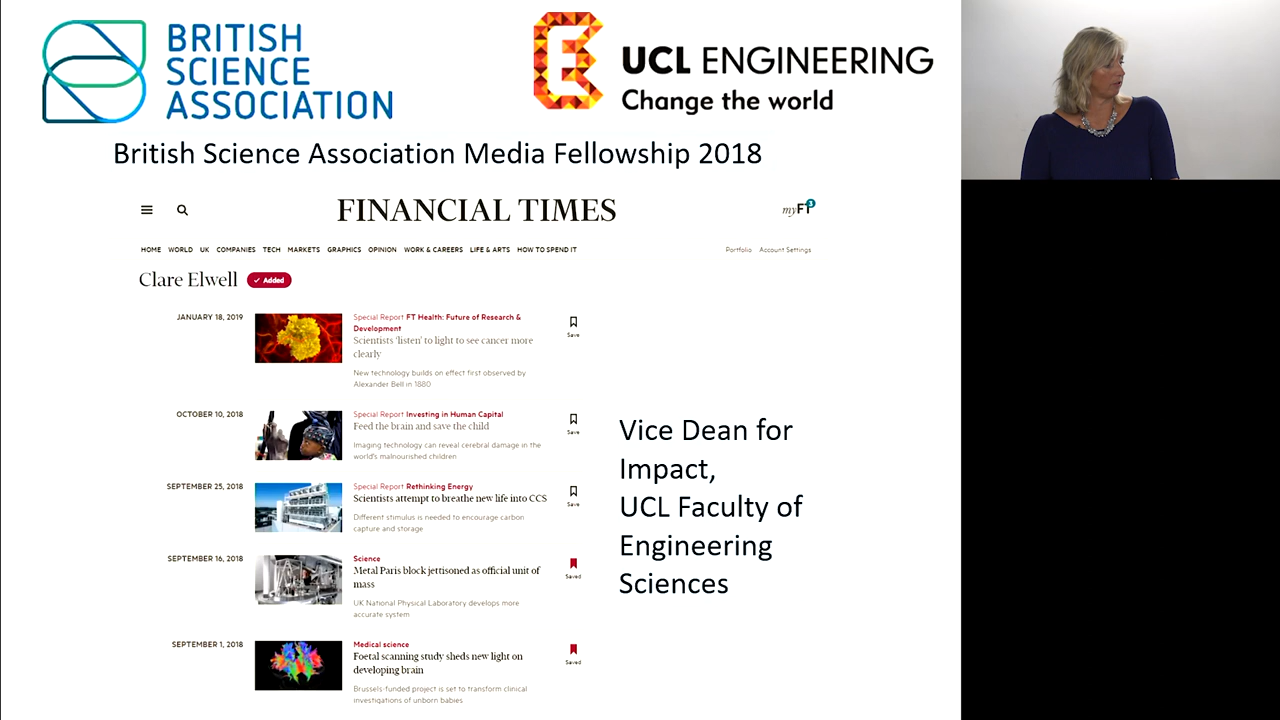 BRITISH
SCIENCE
ASSOCIATION
UCL ENGINEERING
Change the world
British Science Association Media Fellowship 2018
FINANCIAL TIMES
myFT 3
HOME WORLD UK COMPANIES TECH MARKETS GRAPHICS OPINION WORK & CAREERS LIFE & ARTS HOW TO SPEND IT
Portfolio Account Settings
Clare Elwell
Added
JANUARY 18, 2019
Special Report FT Health: Future of Research &
Development
Scientists 'listen' to light to see cancer more
clearly
New technology builds on effect first observed by
Alexander Bell in 1880
Save
OCTOBER 10, 2018
Special Report Investing in Human Capital
Feed the brain and save the child
Imaging technology can reveal cerebral damage in the
world's malnourished children
Save
SEPTEMBER 25, 2018
Special Report Rethinking Energy
Scientists attempt to breathe new life into CCS
Different stimulus is needed to encourage carbon
capture and storage
Save
SEPTEMBER 16, 2018
Science
Metal Paris block jettisoned as official unit of
mass
UK National Physical Laboratory develops more
accurate system
Saved
SEPTEMBER 1, 2018
Medical science
Foetal scanning study sheds new light on
developing brain
Brussels-funded project is set to transform clinical
investigations of unborn babies
Saved
Vice Dean for
Impact,
UCL Faculty of
Engineering
Sciences